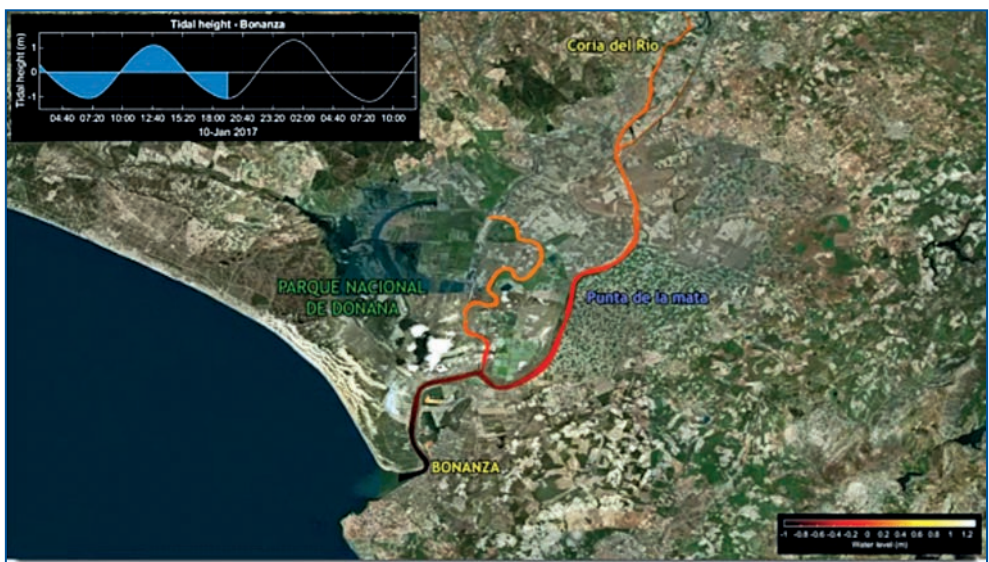 Tidal height - Bonanza
Tidal height (m)
1
0
-1
04.40 07:20 10:00 12:40 15:20 18:00 20:40 23:20 02:00 04.40 07:20 10:00
10-Jan 2017
Coria del Rio
PARQUE NACIONAL
DE DOÑANA
Punta de la mata
BONANZA
-1 -0.8 -0.6 -0.4 -0.2 0 0.2 0.4 0.6 0.8 1 1.2
Water level (m)